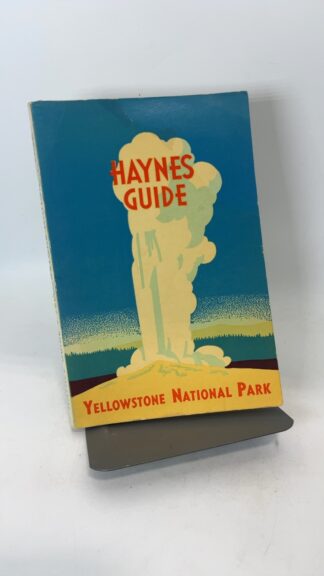 HAYNES
GUIDE
YELLOWSTONE NATIONAL PARK